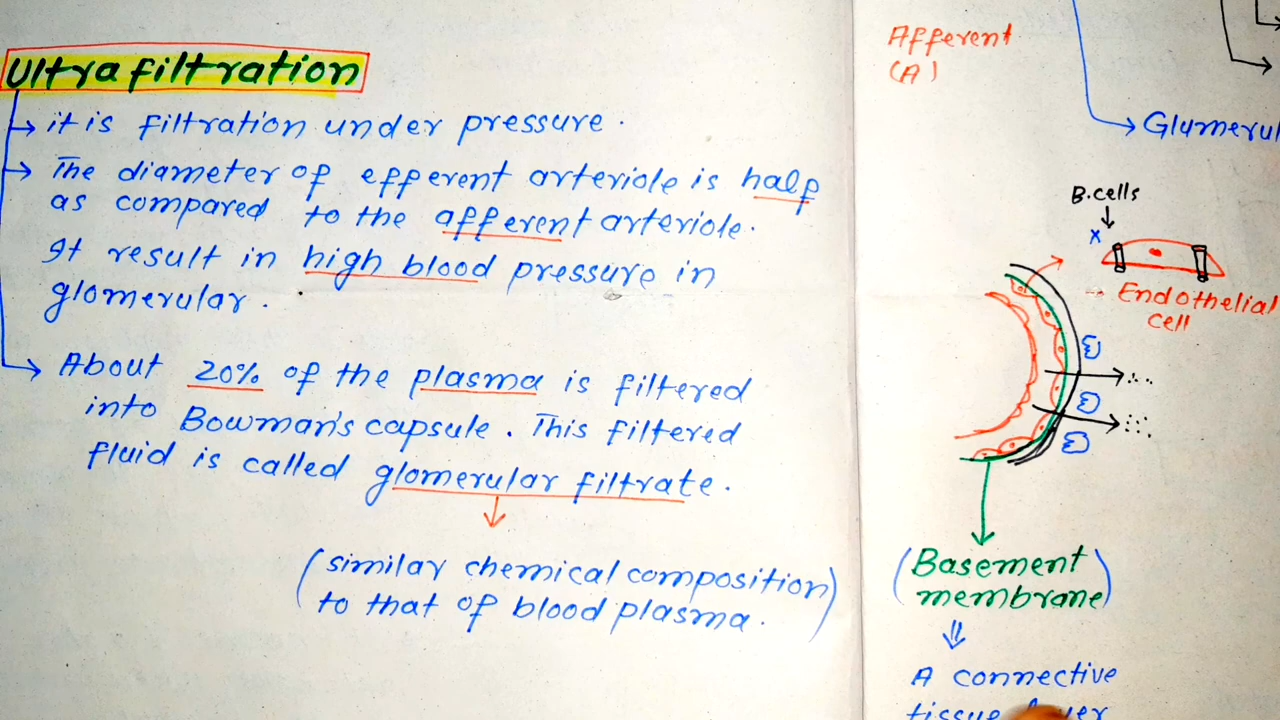 Ultrafiltration
it is filtration under pressure.
The diameter of efferent arteriole is half
as compared to the afferent arteriole.
It result in high blood pressure in
glomerular.
About 20% of the plasma is filtered
into Bowman's capsule. This filtered
fluid is called glomerular filtrate.
(similar chemical composition
to that of blood plasma.)
Afferent
(A)
Glumerul
B.cells
x
Endothelial
cell
(Basement
membrane)
A connective
tissue